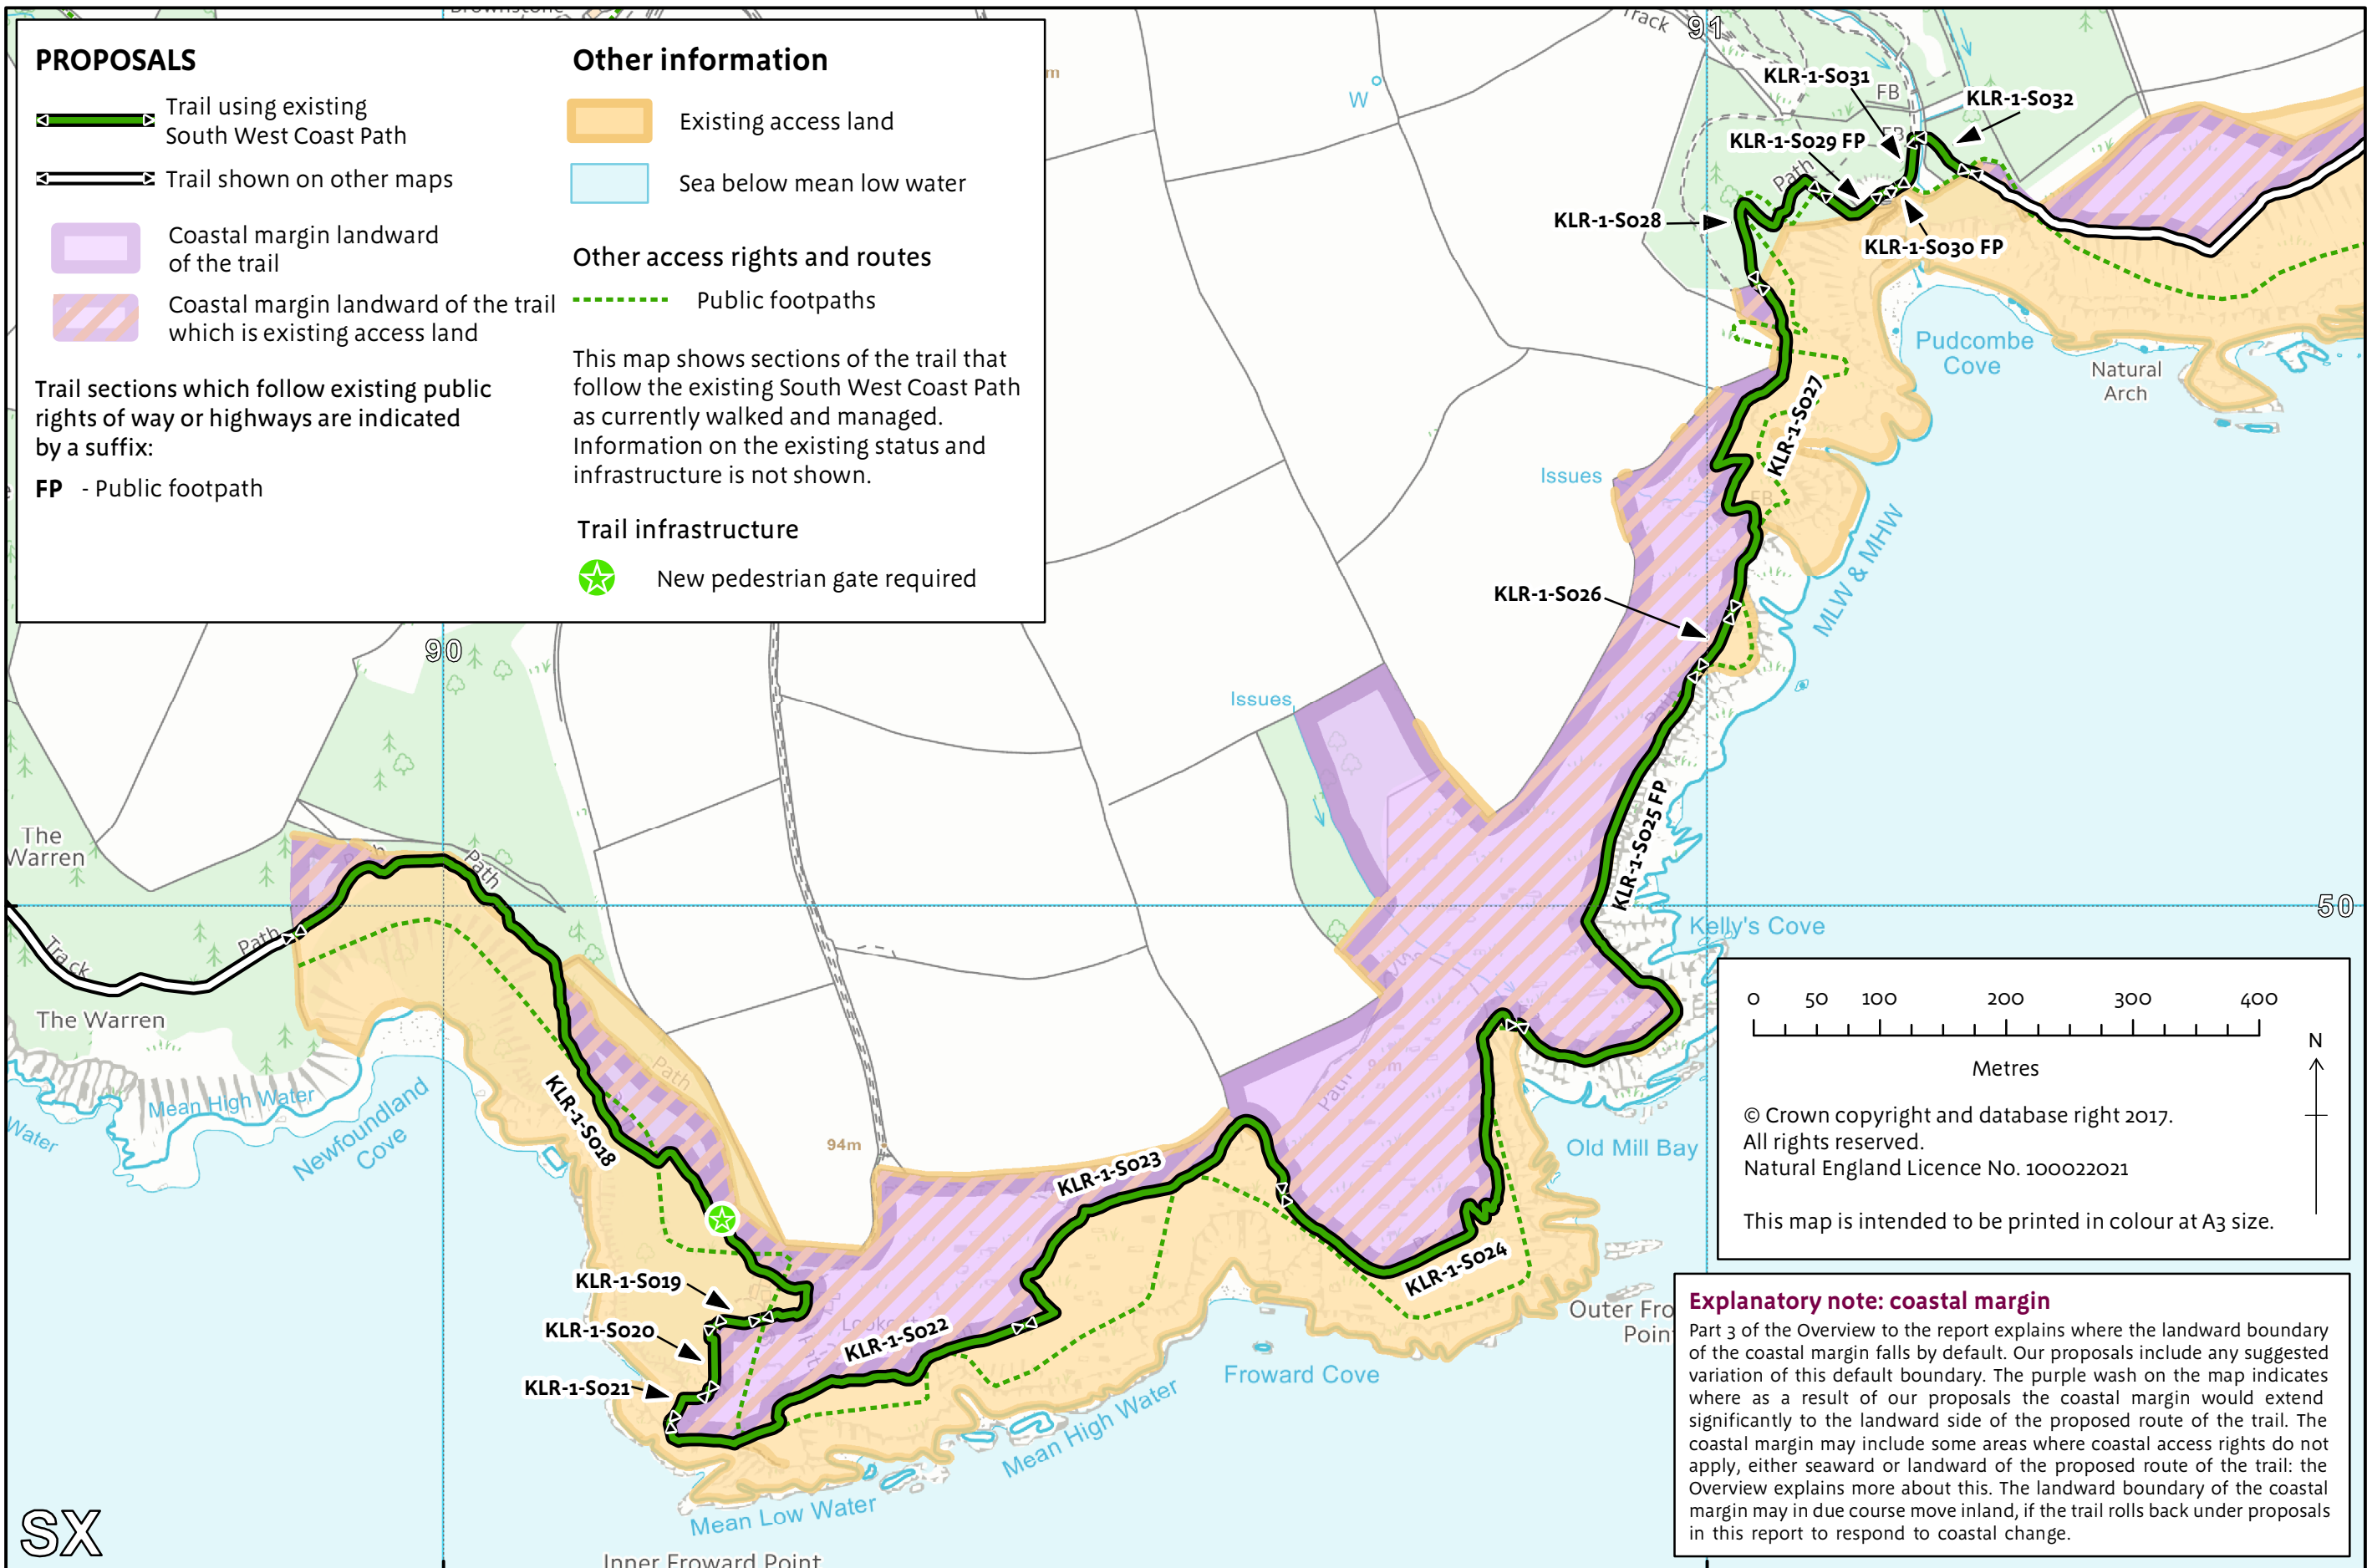 PROPOSALS
Trail using existing
South West Coast Path
Trail shown on other maps
Coastal margin landward
of the trail
Coastal margin landward of the trail
which is existing access land
Trail sections which follow existing public
rights of way or highways are indicated
by a suffix:
FP - Public footpath
Other information
Existing access land
Sea below mean low water
Other access rights and routes
Public footpaths
This map shows sections of the trail that
follow the existing South West Coast Path
as currently walked and managed.
Information on the existing status and
infrastructure is not shown.
Trail infrastructure
New pedestrian gate required
Track
91
W
m
KLR-1-S031
FB
KLR-1-S032
KLR-1-S029 FP
FB
Path
KLR-1-S028
KLR-1-S030 FP
Pudcombe
Cove
Natural
Arch
KLR-1-S027
Issues
FB
MLW & MHW
KLR-1-S026
90
Issues
Path
KLR-1-S025 FP
The
Warren
Path
Path
50
Kelly's Cove
Path
Track
The Warren
Path
Mean High Water
Water
Newfoundland
Cove
KLR-1-S018
94m
Path
KLR-1-S023
Old Mill Bay
KLR-1-S024
KLR-1-S019
KLR-1-S020
KLR-1-S022
KLR-1-S021
Froward Cove
Outer Fro
Poin
Mean High Water
Mean Low Water
Inner Froward Point
SX
0 50 100 200 300 400
Metres
N
© Crown copyright and database right 2017.
All rights reserved.
Natural England Licence No. 100022021
This map is intended to be printed in colour at A3 size.
Explanatory note: coastal margin
Part 3 of the Overview to the report explains where the landward boundary
of the coastal margin falls by default. Our proposals include any suggested
variation of this default boundary. The purple wash on the map indicates
where as a result of our proposals the coastal margin would extend
significantly to the landward side of the proposed route of the trail. The
coastal margin may include some areas where coastal access rights do not
apply, either seaward or landward of the proposed route of the trail: the
Overview explains more about this. The landward boundary of the coastal
margin may in due course move inland, if the trail rolls back under proposals
in this report to respond to coastal change.